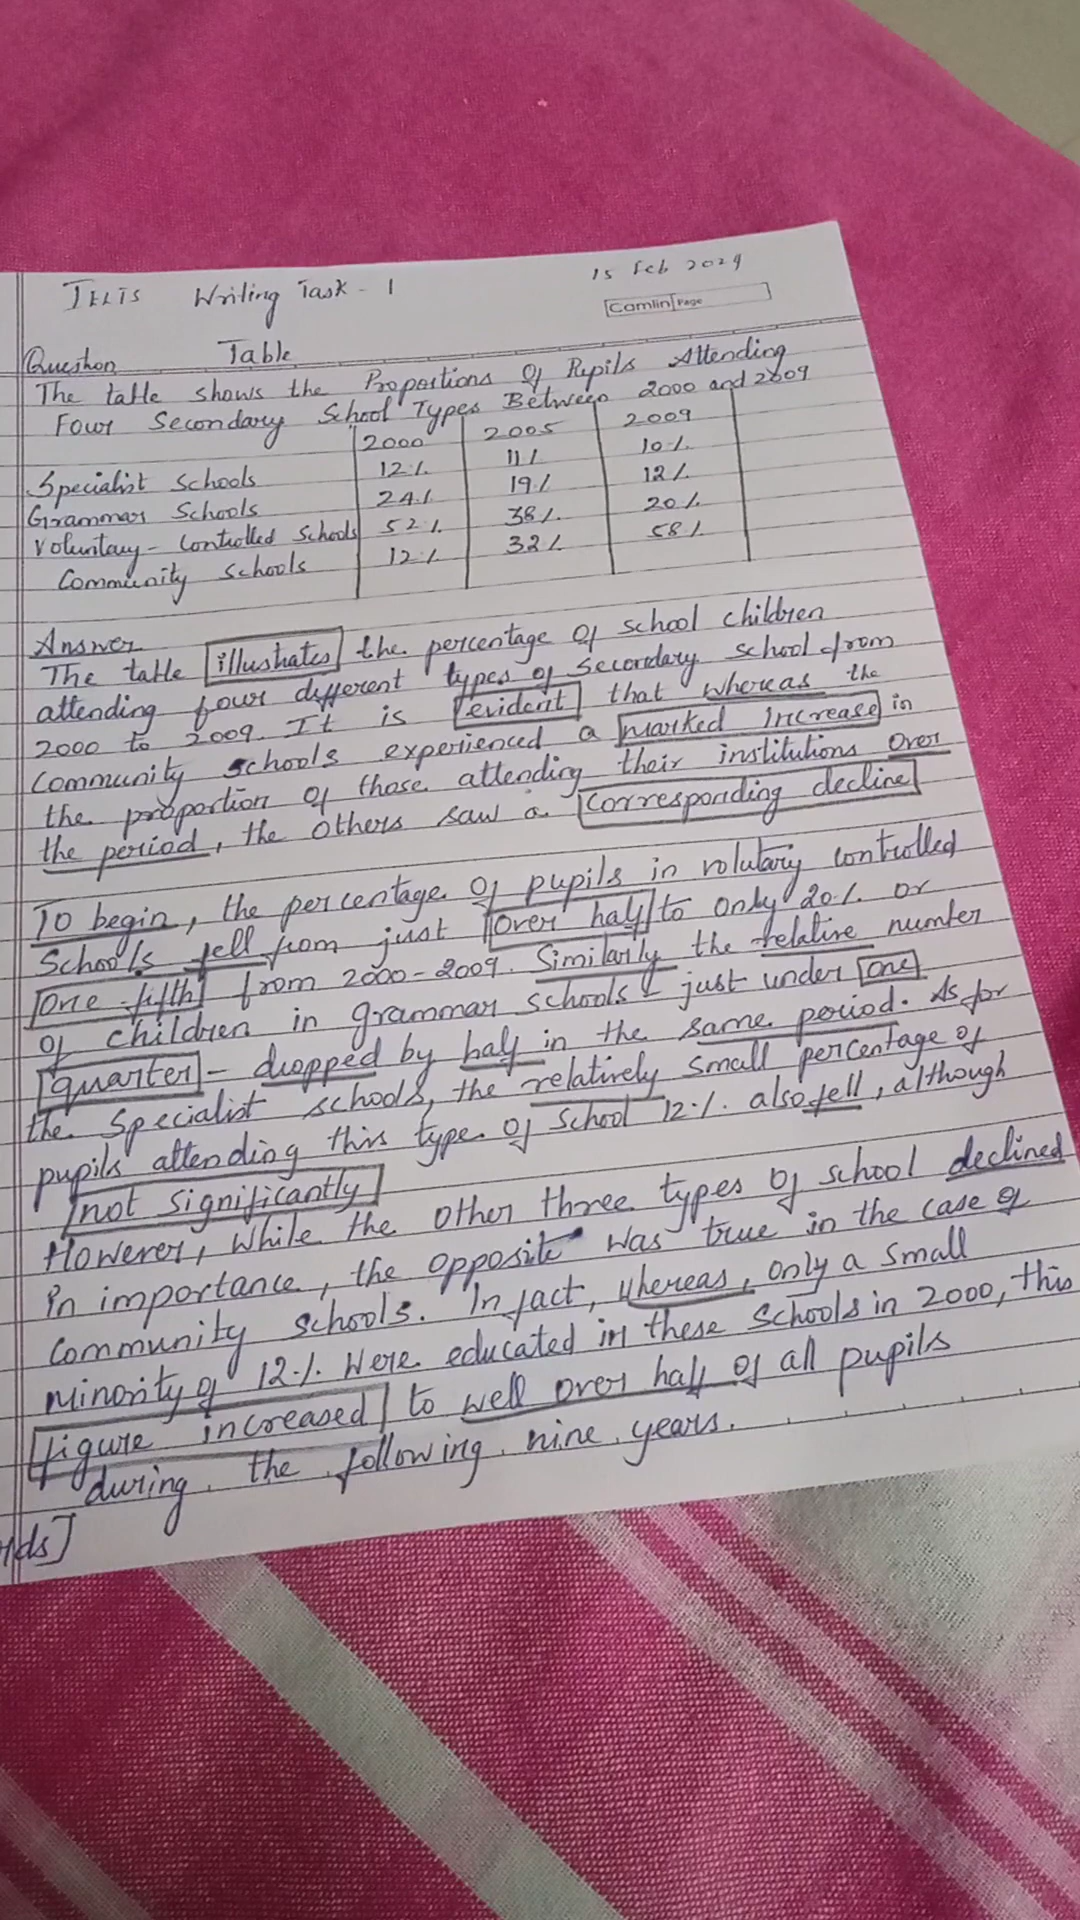 IELTS Writing Task - 1
15 Feb 2024
Camlin Page
Question Table
The table shows the Proportions of Pupils Attending
Four Secondary School Types Between 2000 and 2009
2000 2005 2009
Specialist Schools 12% 11% 10%
Grammar Schools 24% 19% 12%
Voluntary - Controlled Schools 52% 38% 20%
Community Schools 12% 32% 58%
Answer
The table illustrates the percentage of school children
attending four different types of Secondary school from
2000 to 2009. It is evident that whereas the
Community schools experienced a marked increase in
the proportion of those attending their institutions over
the period, the others saw a corresponding decline
To begin, the percentage of pupils in volutary controlled
Schools fell from just over half to only 20% or
one-fifth from 2000-2009. Similarly the relative number
of children in grammar schools - just under one
quarter - dropped by half in the same period. As for
the Specialist schools, the relatively small percentage of
pupils attending this type of School 12% also fell, although
not significantly
However, while the other three types of school declined
in importance, the opposite was true in the case of
Community schools. In fact, whereas, only a small
minority of 12% were educated in these Schools in 2000, this
figure increased to well over half of all pupils
during the following nine years.